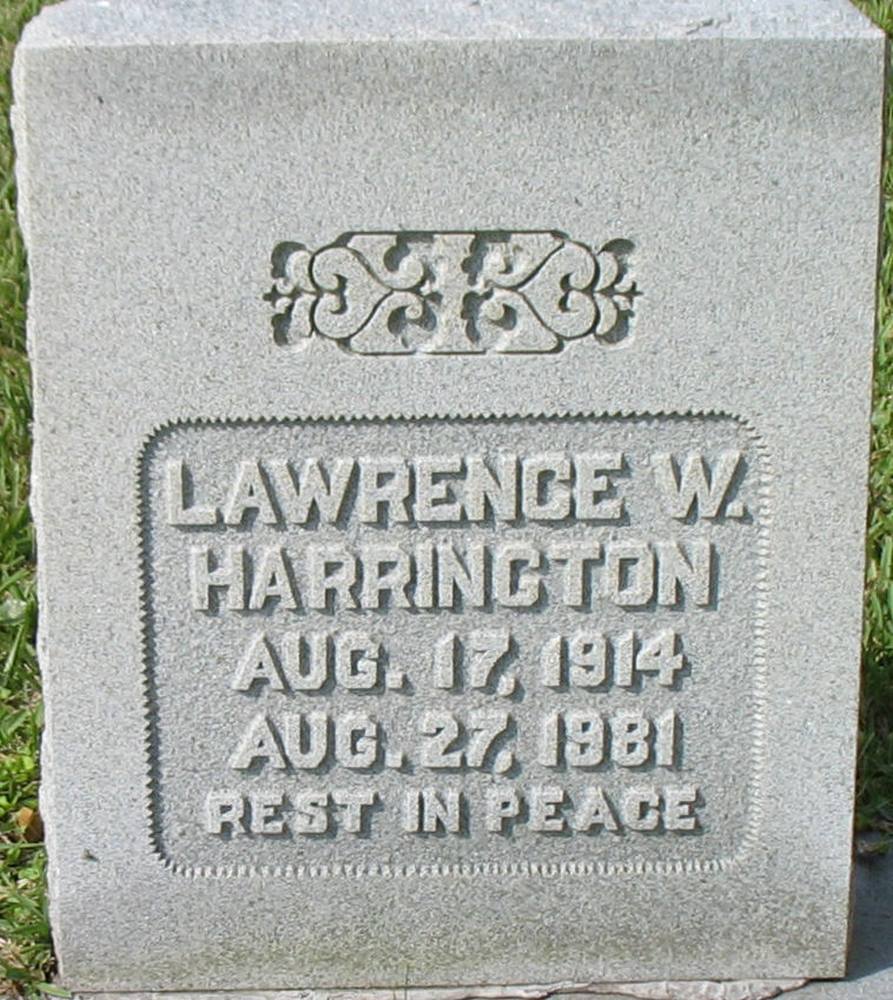 LAWRENCE W.
HARRINGTON
AUG. 17, 1914
AUG. 27, 1981
REST IN PEACE